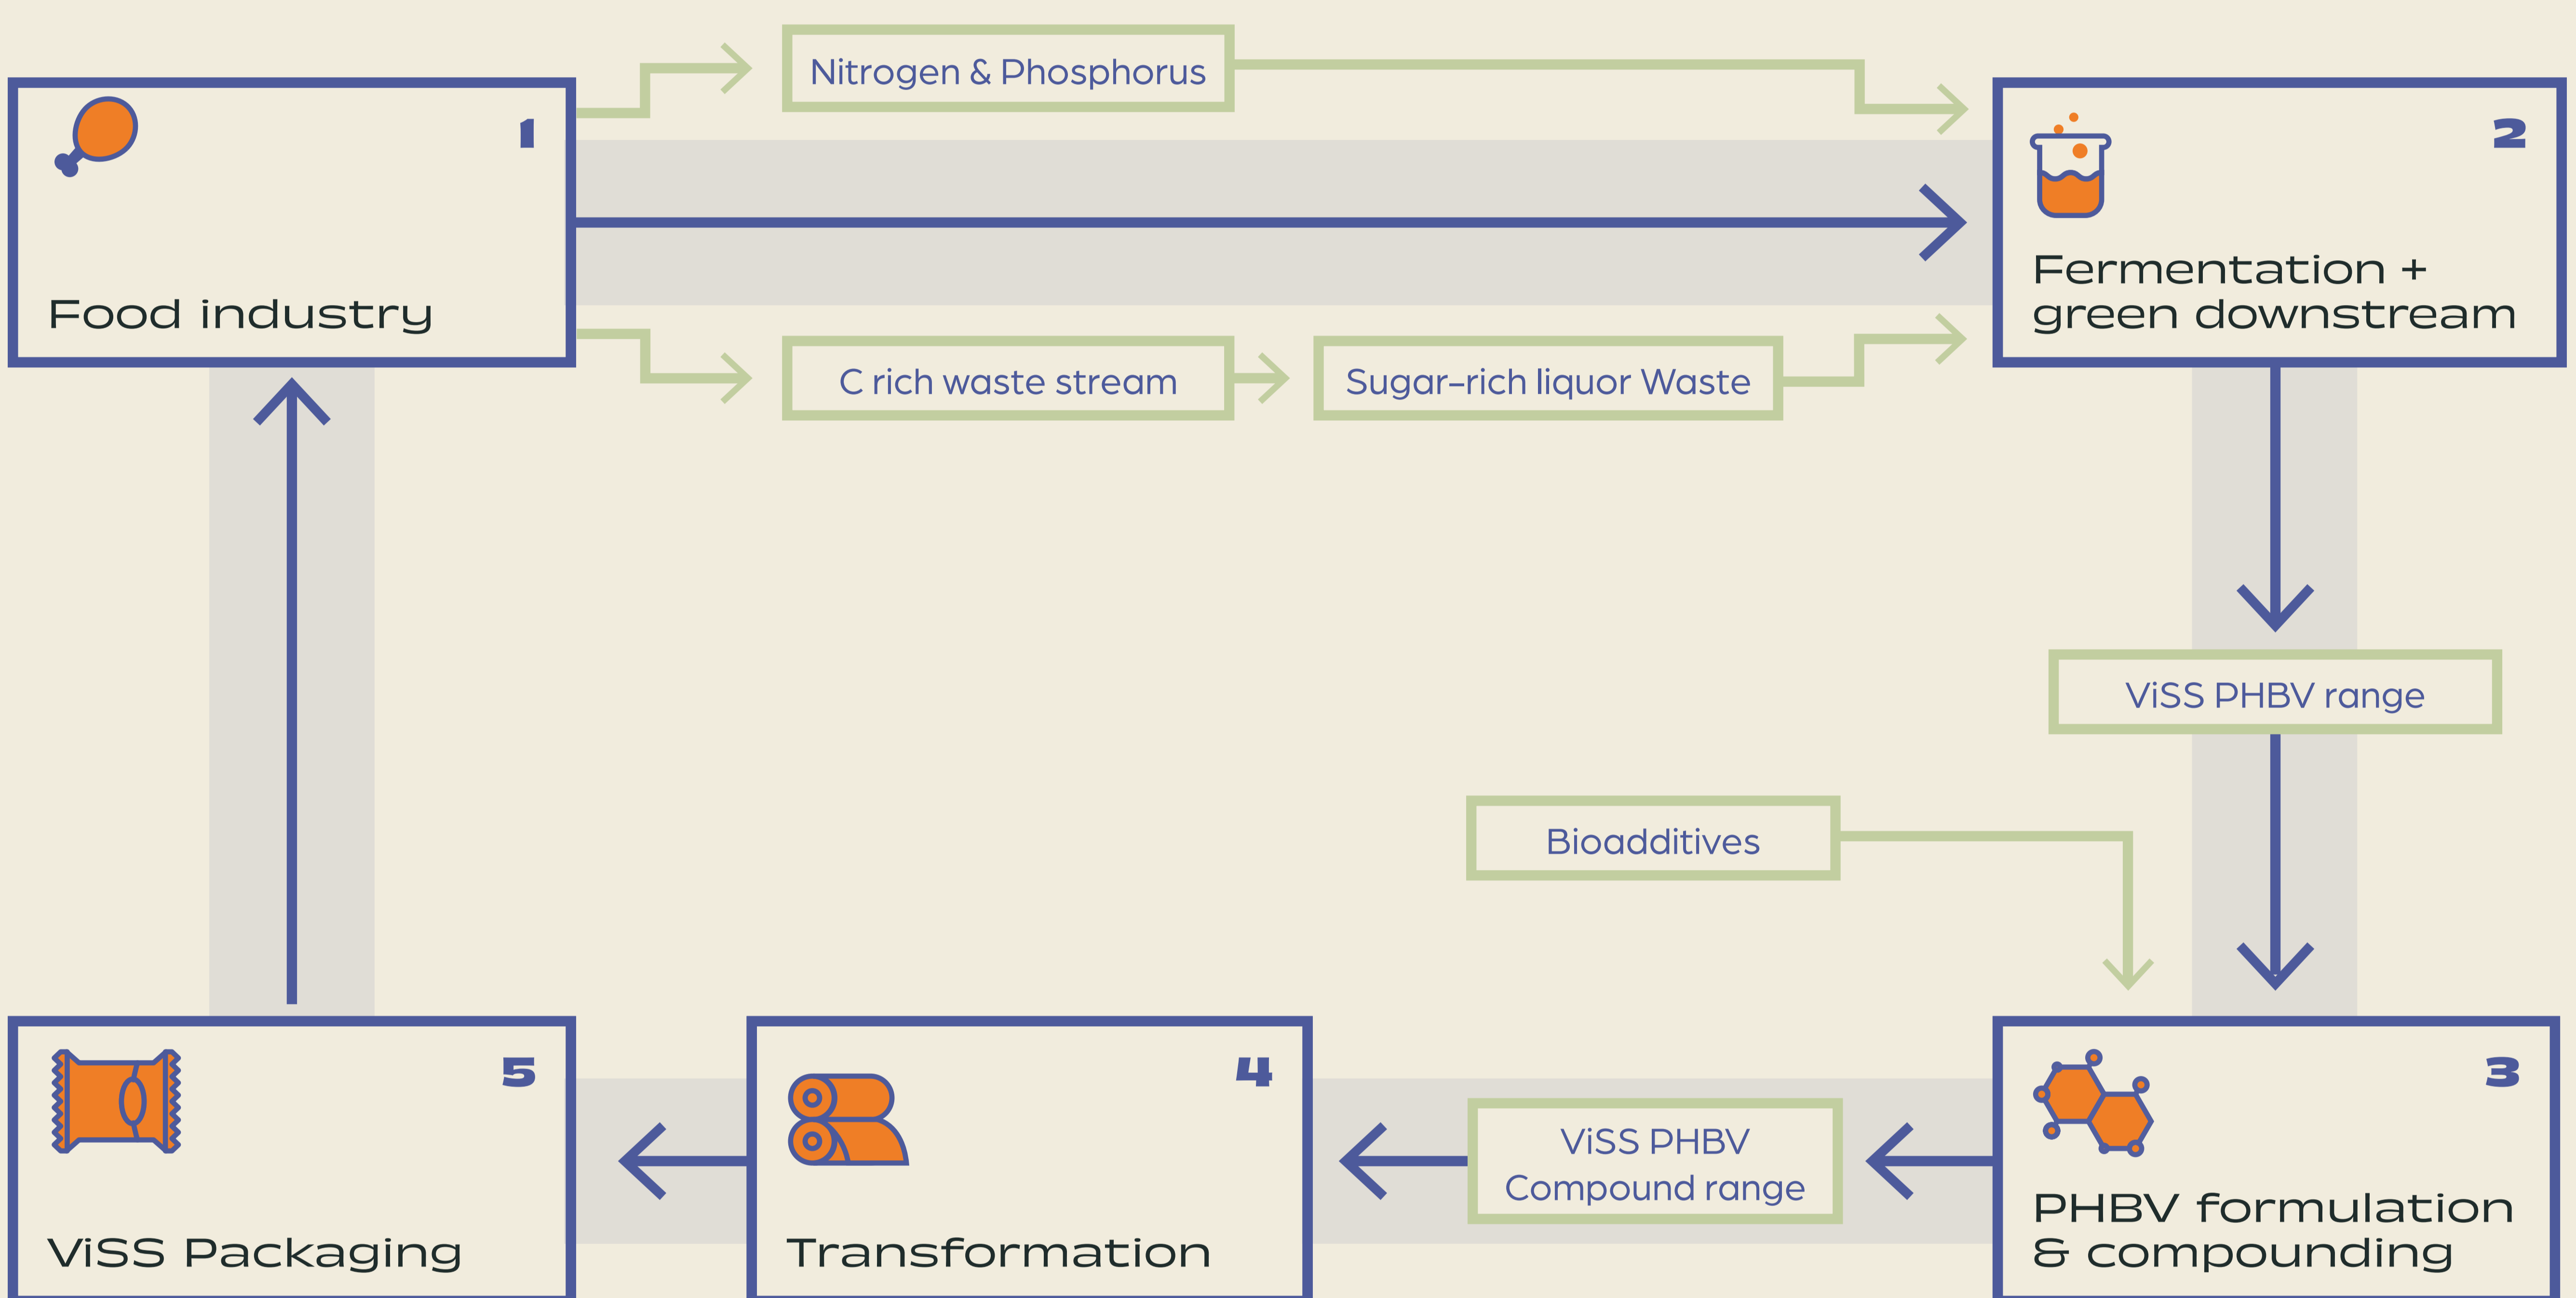 Nitrogen & Phosphorus
1
Food industry
2
Fermentation +
green downstream
C rich waste stream
Sugar-rich liquor Waste
ViSS PHBV range
Bioadditives
3
PHBV formulation
& compounding
ViSS PHBV
Compound range
4
Transformation
5
ViSS Packaging